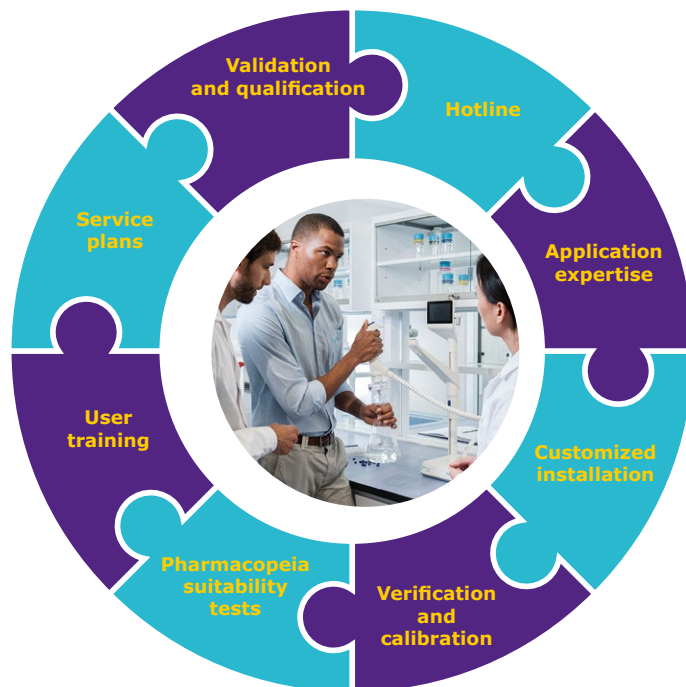 Validation
and qualification
Hotline
Application
expertise
Customized
installation
Verification
and
calibration
Pharmacopeia
suitability
tests
User
training
Service
plans